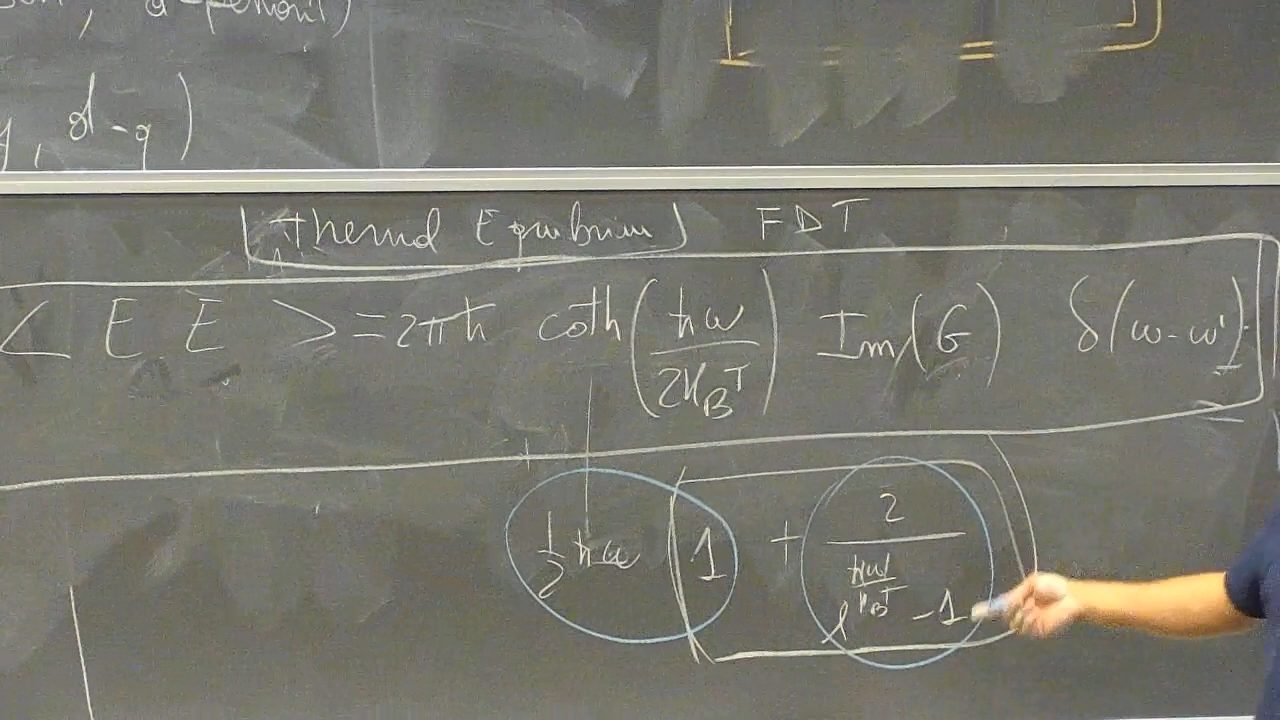 , d-q)
Thermal Equilibrium FDT
< E E > = 2πħ coth(ħω / 2k_B T) Im(G) δ(ω-ω')
1/2 ħω (1 + 2 / (e^(ħω/k_B T) - 1))